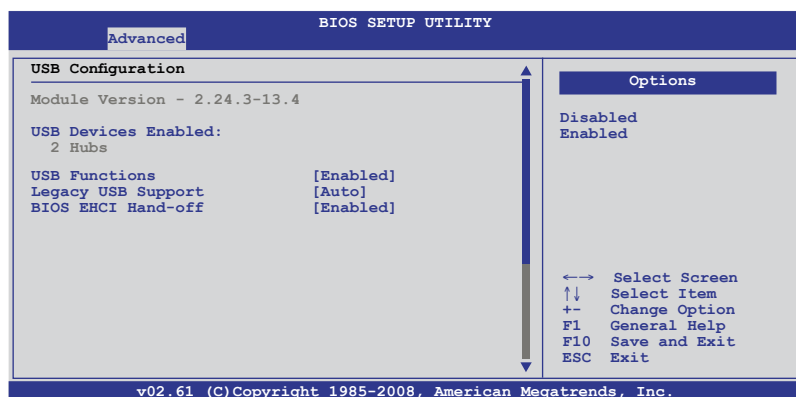 BIOS SETUP UTILITY
Advanced
USB Configuration
Module Version - 2.24.3-13.4
USB Devices Enabled:
2 Hubs
USB Functions [Enabled]
Legacy USB Support [Auto]
BIOS EHCI Hand-off [Enabled]
Options
Disabled
Enabled
←→ Select Screen
↑↓ Select Item
+- Change Option
F1 General Help
F10 Save and Exit
ESC Exit
v02.61 (C)Copyright 1985-2008, American Megatrends, Inc.